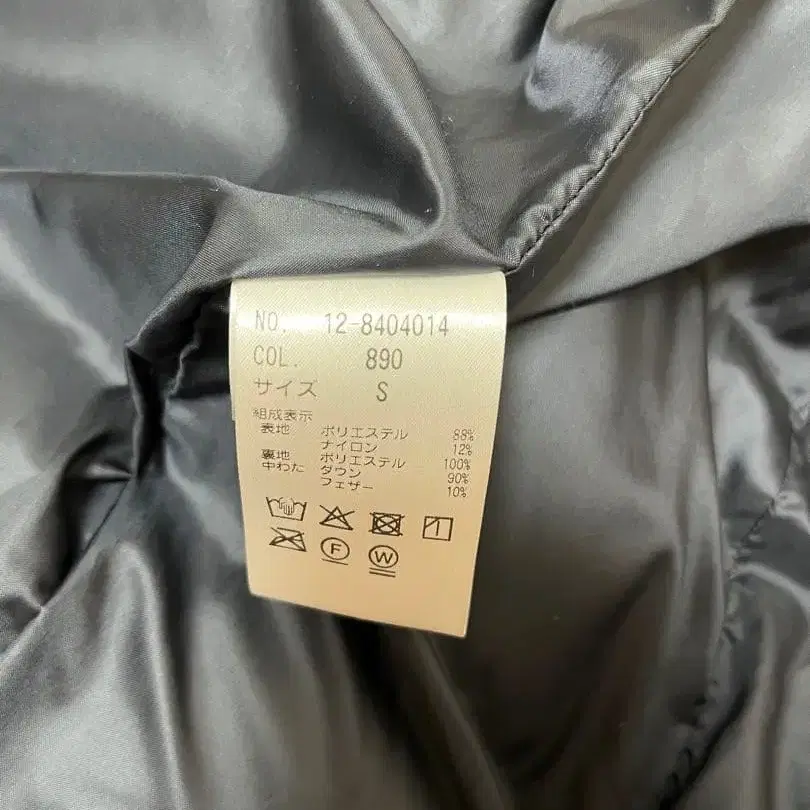 NO. 12-8404014
COL. 890
サイズ S
組成表示
表地 ポリエステル 88%
ナイロン 12%
裏地 ポリエステル 100%
中わた ダウン 90%
フェザー 10%
F W